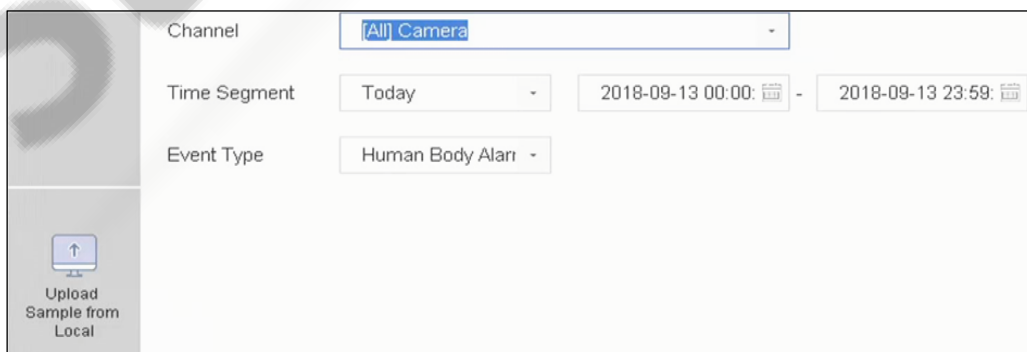 Channel [All] Camera
Time Segment Today 2018-09-13 00:00: - 2018-09-13 23:59:
Event Type Human Body Alarr
Upload
Sample from
Local